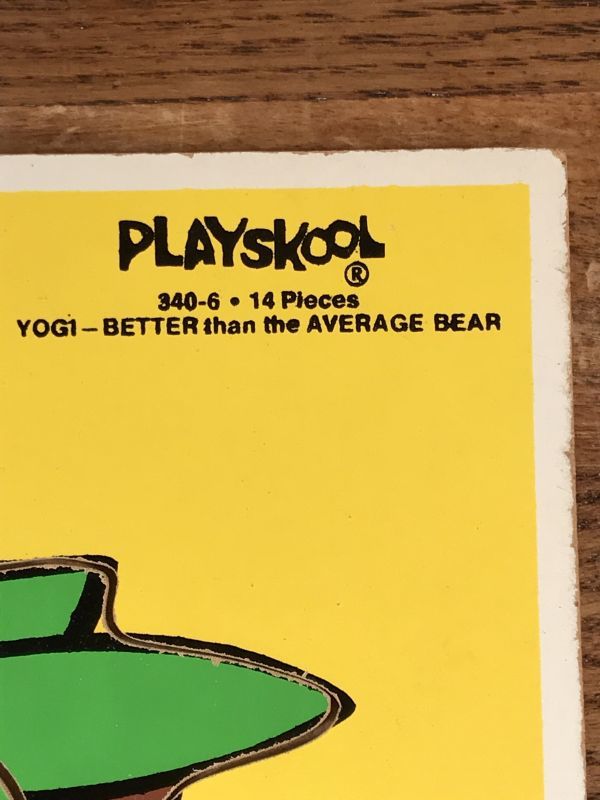 PLAYSKOOL
®
340-6 • 14 Pieces
YOGI – BETTER than the AVERAGE BEAR